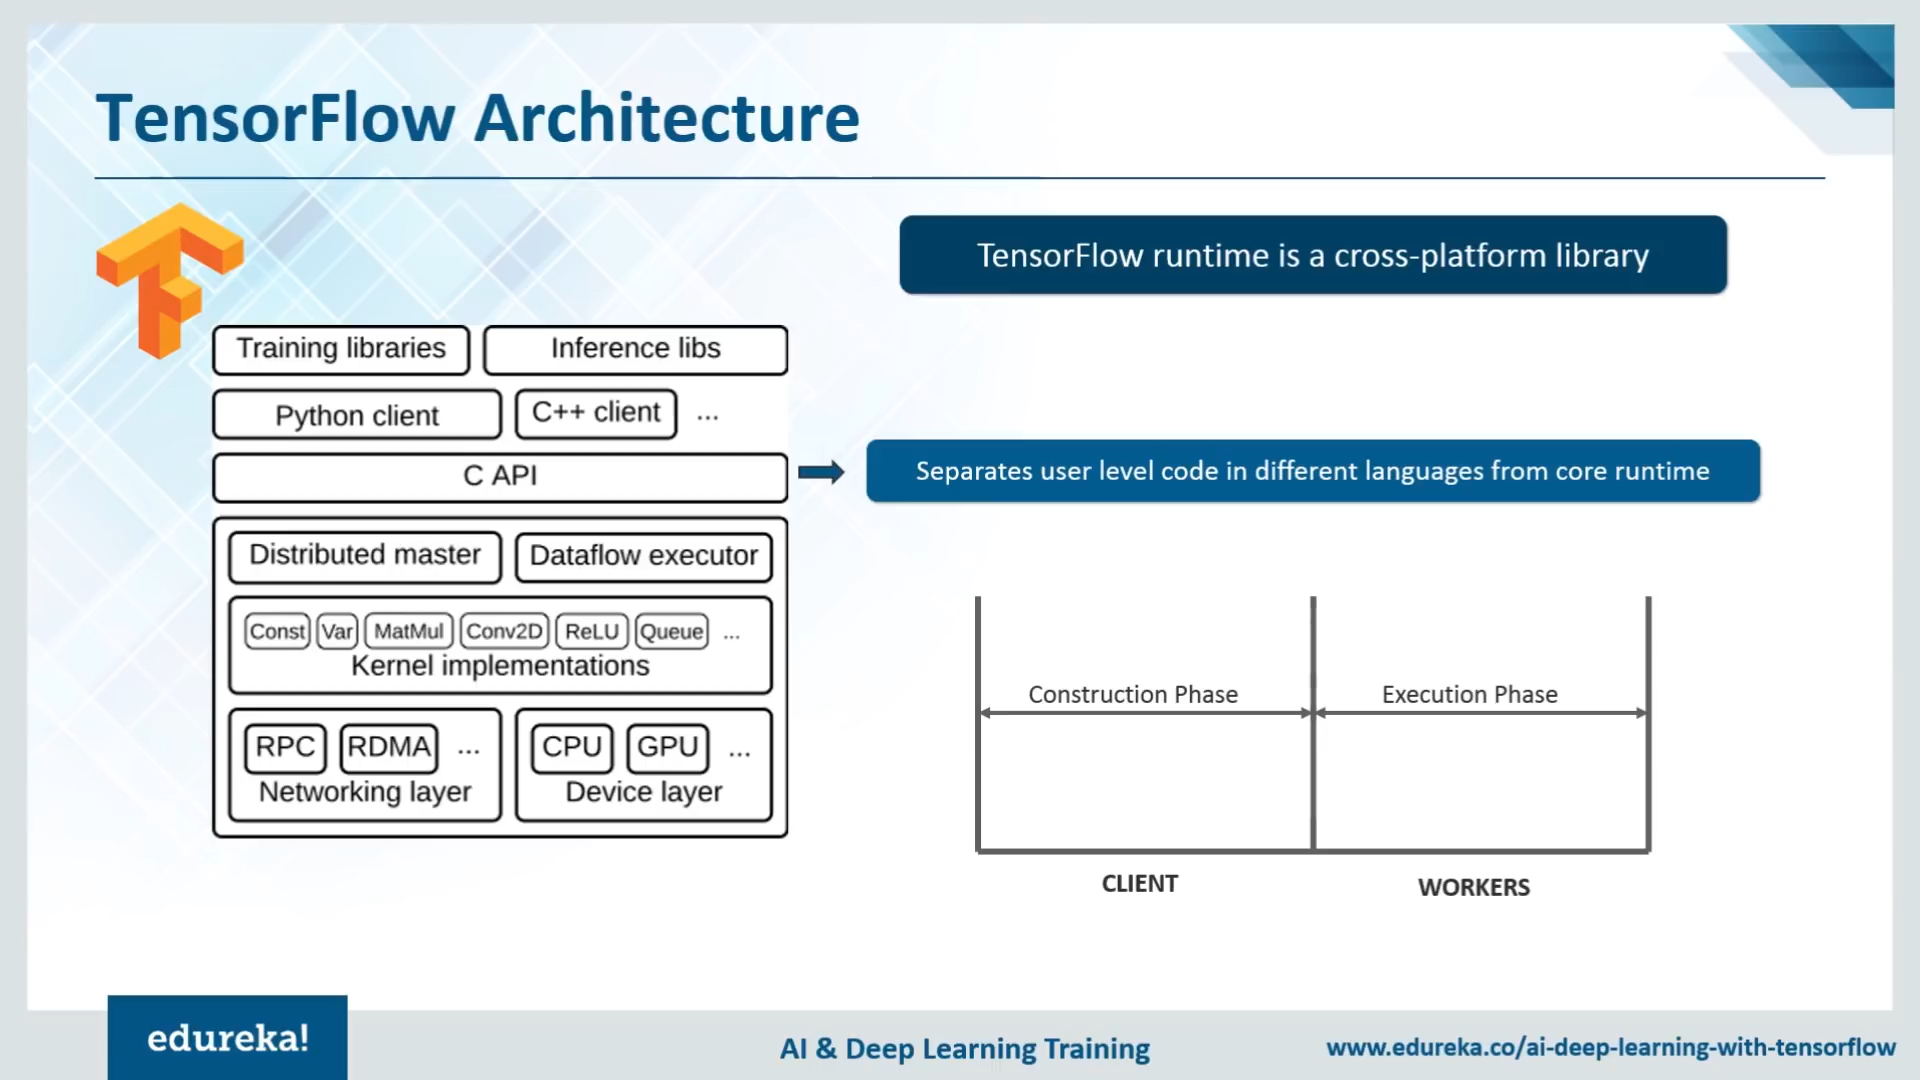 TensorFlow Architecture
TensorFlow runtime is a cross-platform library
Training libraries
Inference libs
Python client
C++ client
...
C API
Separates user level code in different languages from core runtime
Distributed master
Dataflow executor
Const
Var
MatMul
Conv2D
ReLU
Queue
...
Kernel implementations
RPC
RDMA
...
Networking layer
CPU
GPU
...
Device layer
Construction Phase
Execution Phase
CLIENT
WORKERS
edureka!
AI & Deep Learning Training
www.edureka.co/ai-deep-learning-with-tensorflow